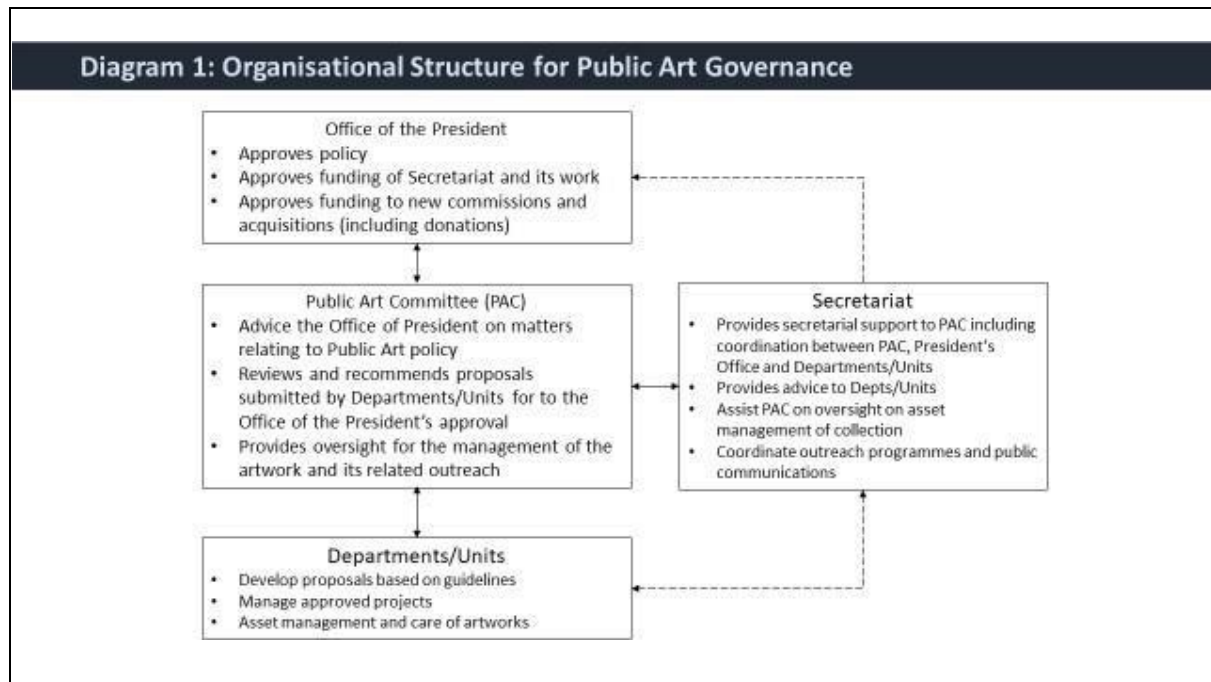 Diagram 1: Organisational Structure for Public Art Governance
Office of the President
• Approves policy
• Approves funding of Secretariat and its work
• Approves funding to new commissions and
acquisitions (including donations)
Public Art Committee (PAC)
• Advice the Office of President on matters
relating to Public Art policy
• Reviews and recommends proposals
submitted by Departments/Units for to the
Office of the President's approval
• Provides oversight for the management of the
artwork and its related outreach
Secretariat
• Provides secretarial support to PAC including
coordination between PAC, President's
Office and Departments/Units
• Provides advice to Depts/Units
• Assist PAC on oversight on asset
management of collection
• Coordinate outreach programmes and public
communications
Departments/Units
• Develop proposals based on guidelines
• Manage approved projects
• Asset management and care of artworks